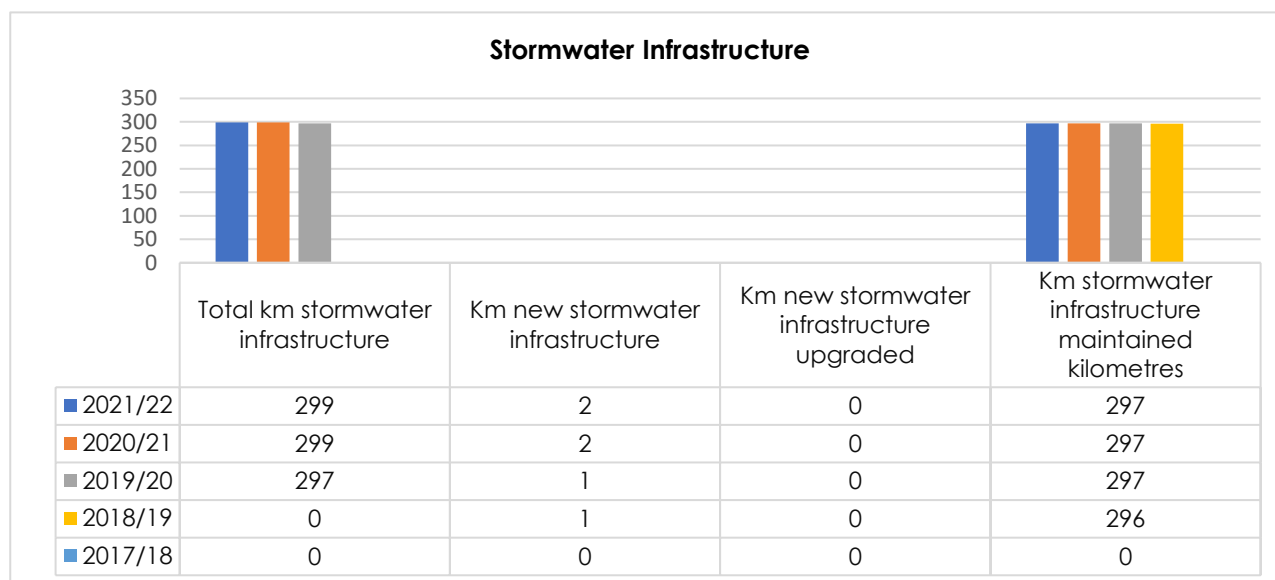 Stormwater Infrastructure
350
300
250
200
150
100
50
0
Total km stormwater
infrastructure
Km new stormwater
infrastructure
Km new stormwater
infrastructure
upgraded
Km stormwater
infrastructure
maintained
kilometres
2021/22 299 2 0 297
2020/21 299 2 0 297
2019/20 297 1 0 297
2018/19 0 1 0 296
2017/18 0 0 0 0